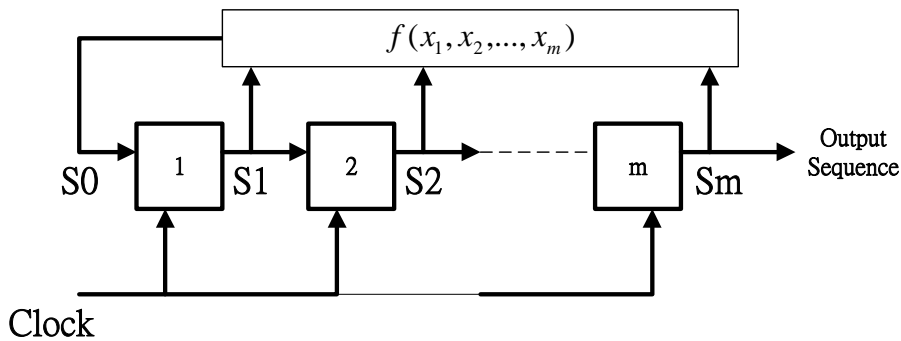 f(x₁, x₂,..., xₘ)
S0
1
S1
2
S2
m
Sm
Output
Sequence
Clock